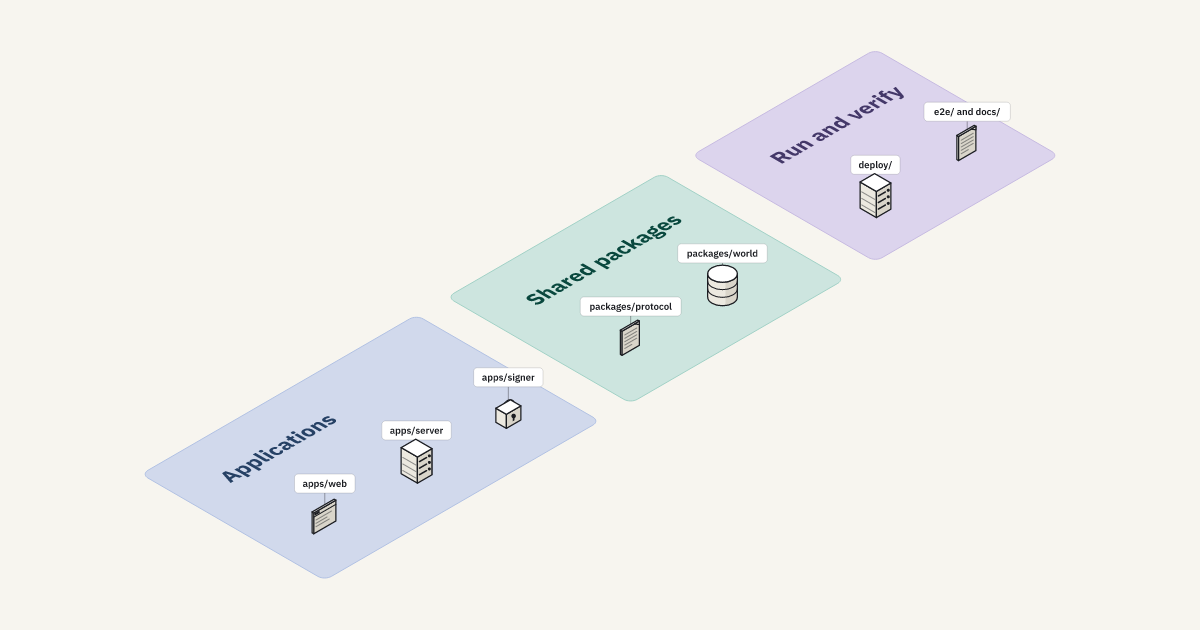 Run and verify
e2e/ and docs/
deploy/
Shared packages
packages/world
packages/protocol
Applications
apps/signer
apps/server
apps/web